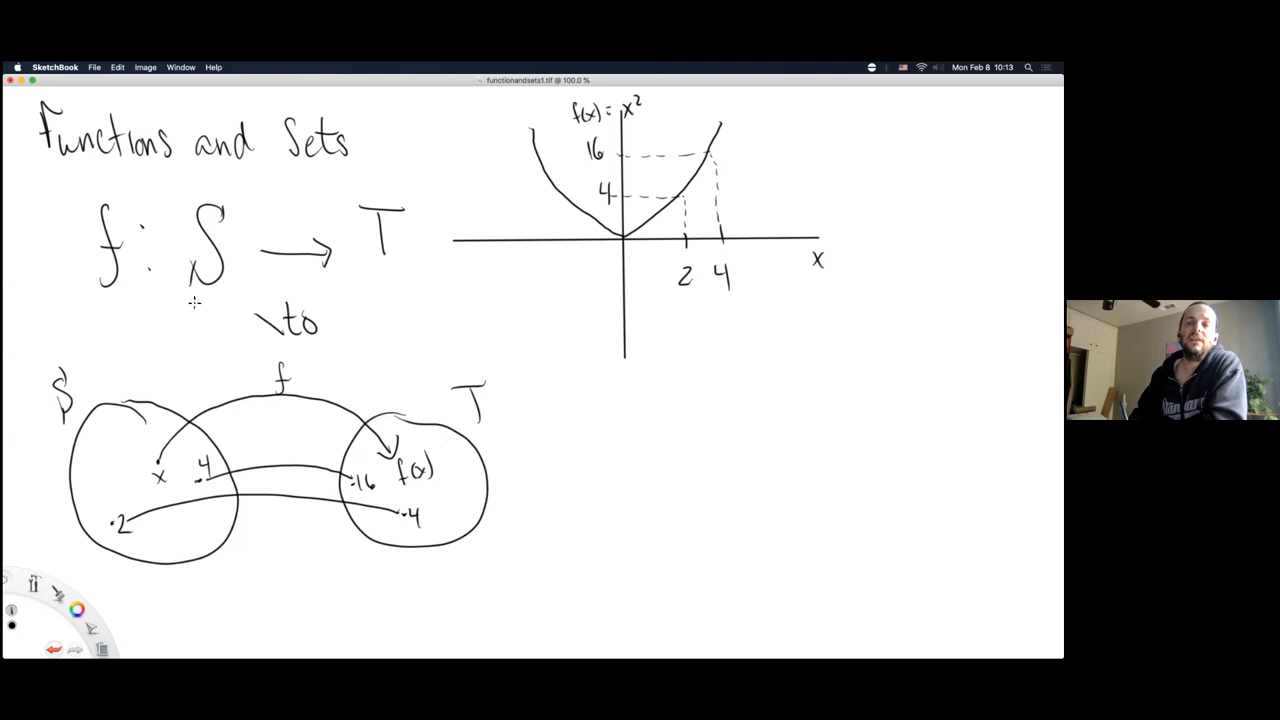 SketchBook File Edit Image Window Help Mon Feb 8 10:13
functionandsets1.tif @ 100.0 %
Functions and Sets
f: S → T
\to
f(x) = x²
16
4
2 4 x
S f T
x 4 16 f(x)
2 4